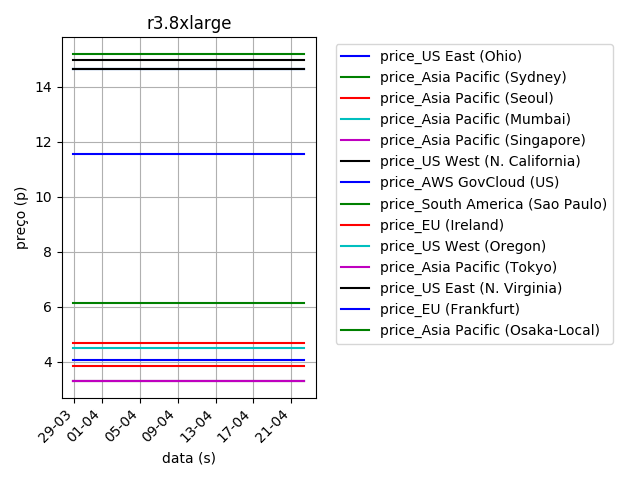 r3.8xlarge
preço (p)
14
12
10
8
6
4
29-03
01-04
05-04
09-04
13-04
17-04
21-04
data (s)
price_US East (Ohio)
price_Asia Pacific (Sydney)
price_Asia Pacific (Seoul)
price_Asia Pacific (Mumbai)
price_Asia Pacific (Singapore)
price_US West (N. California)
price_AWS GovCloud (US)
price_South America (Sao Paulo)
price_EU (Ireland)
price_US West (Oregon)
price_Asia Pacific (Tokyo)
price_US East (N. Virginia)
price_EU (Frankfurt)
price_Asia Pacific (Osaka-Local)